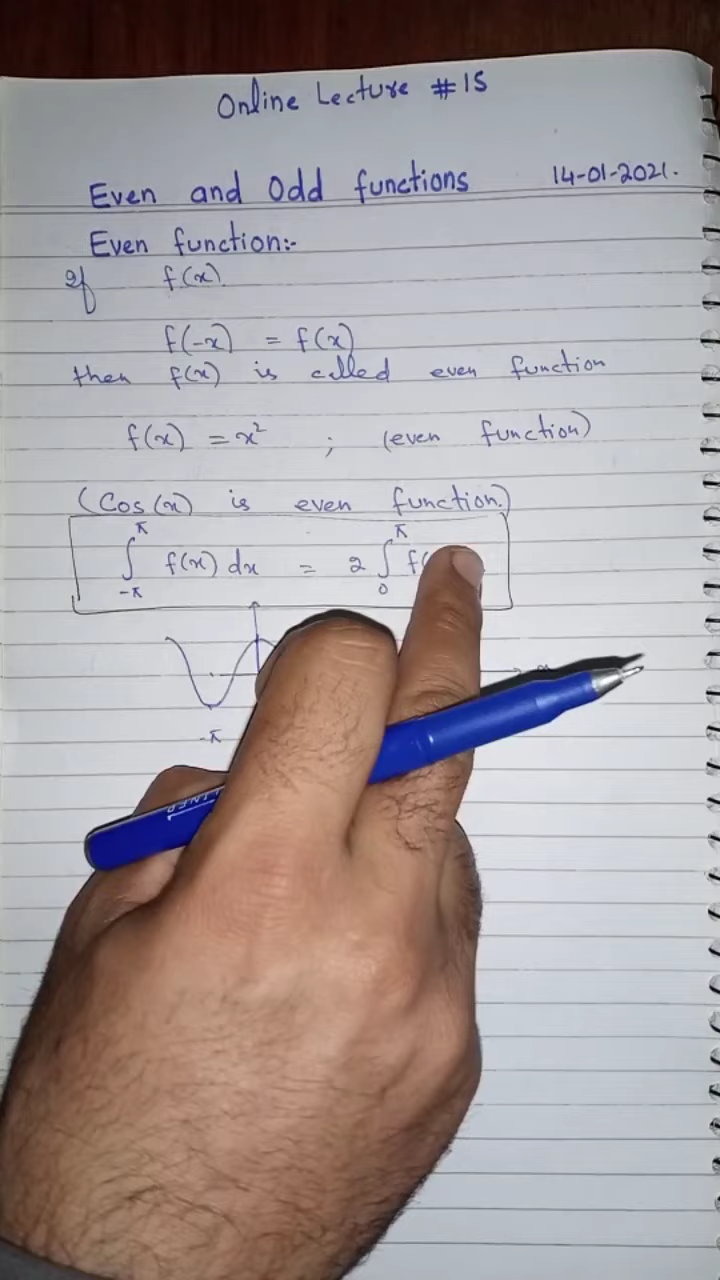 Online Lecture #15
Even and Odd functions 14-01-2021.
Even function:-
If f(x).
f(-x) = f(x)
then f(x) is called even function
f(x) = x² ; (even function)
(Cos(x) is even function.)
∫_{-π}^{π} f(x) dx = 2 ∫_{0}^{π} f(
-π